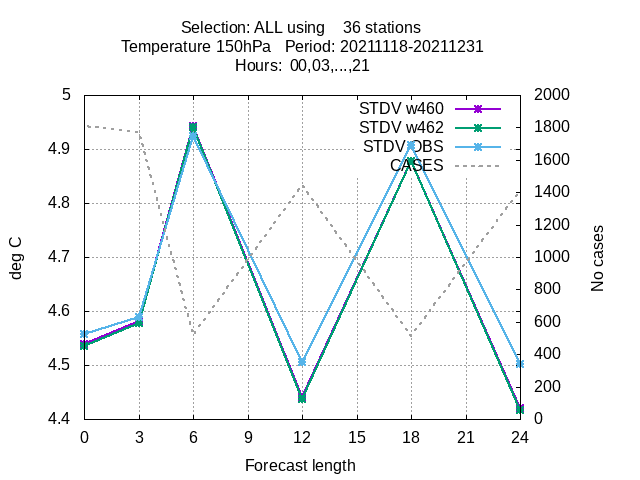 Selection: ALL using 36 stations
Temperature 150hPa Period: 20211118-20211231
Hours: 00,03,...,21
STDV w460
STDV w462
STDV OBS
CASES
5
4.9
4.8
4.7
4.6
4.5
4.4
deg C
2000
1800
1600
1400
1200
1000
800
600
400
200
0
No cases
0 3 6 9 12 15 18 21 24
Forecast length